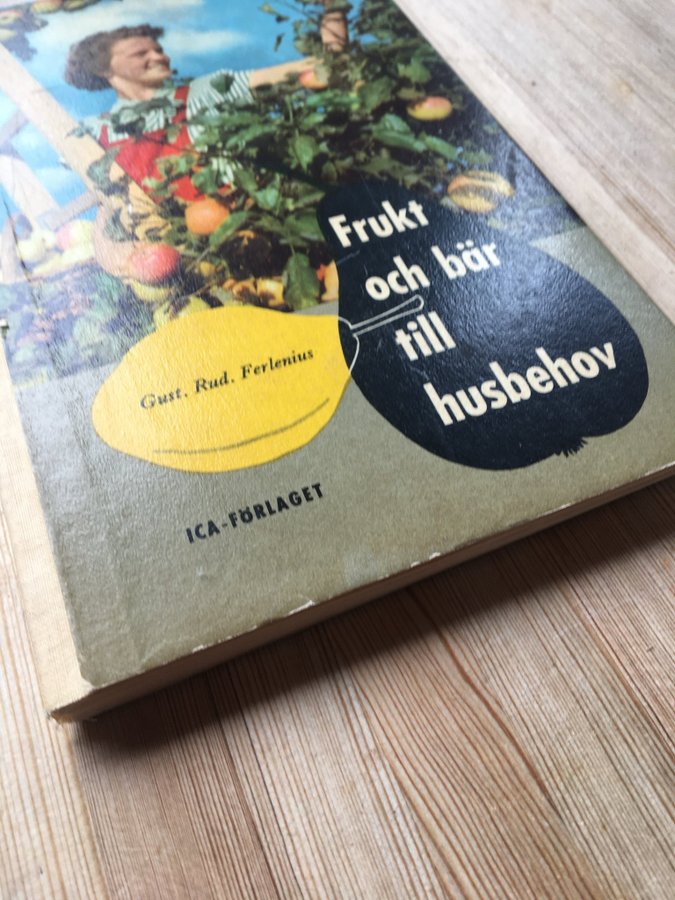 Frukt
och bär
till
husbehov
Gust. Rud. Ferlenius
ICA-FÖRLAGET